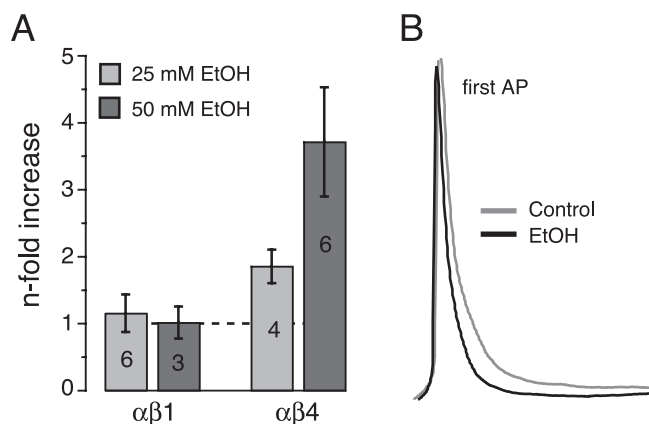 A
B
5
25 mM EtOH
50 mM EtOH
4
3
2
1
0
n-fold increase
6
3
4
6
αβ1
αβ4
first AP
Control
EtOH